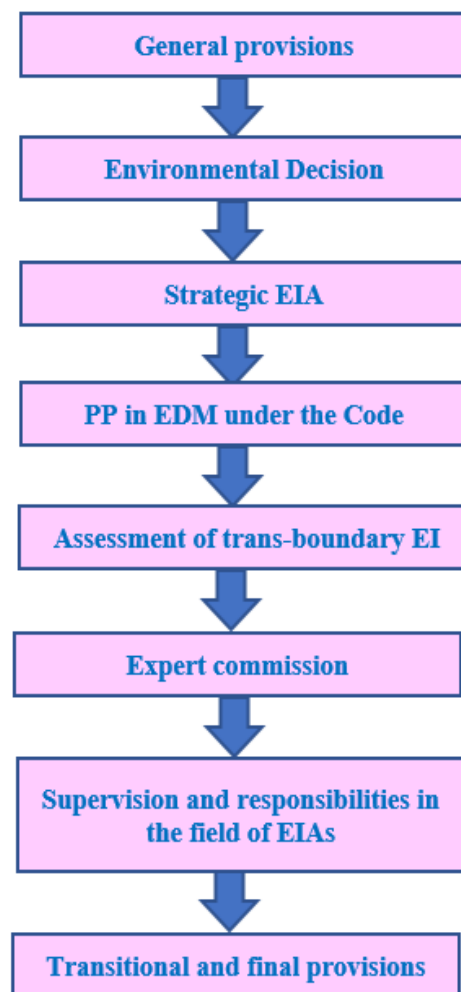 General provisions
Environmental Decision
Strategic EIA
PP in EDM under the Code
Assessment of trans-boundary EI
Expert commission
Supervision and responsibilities in
the field of EIAs
Transitional and final provisions